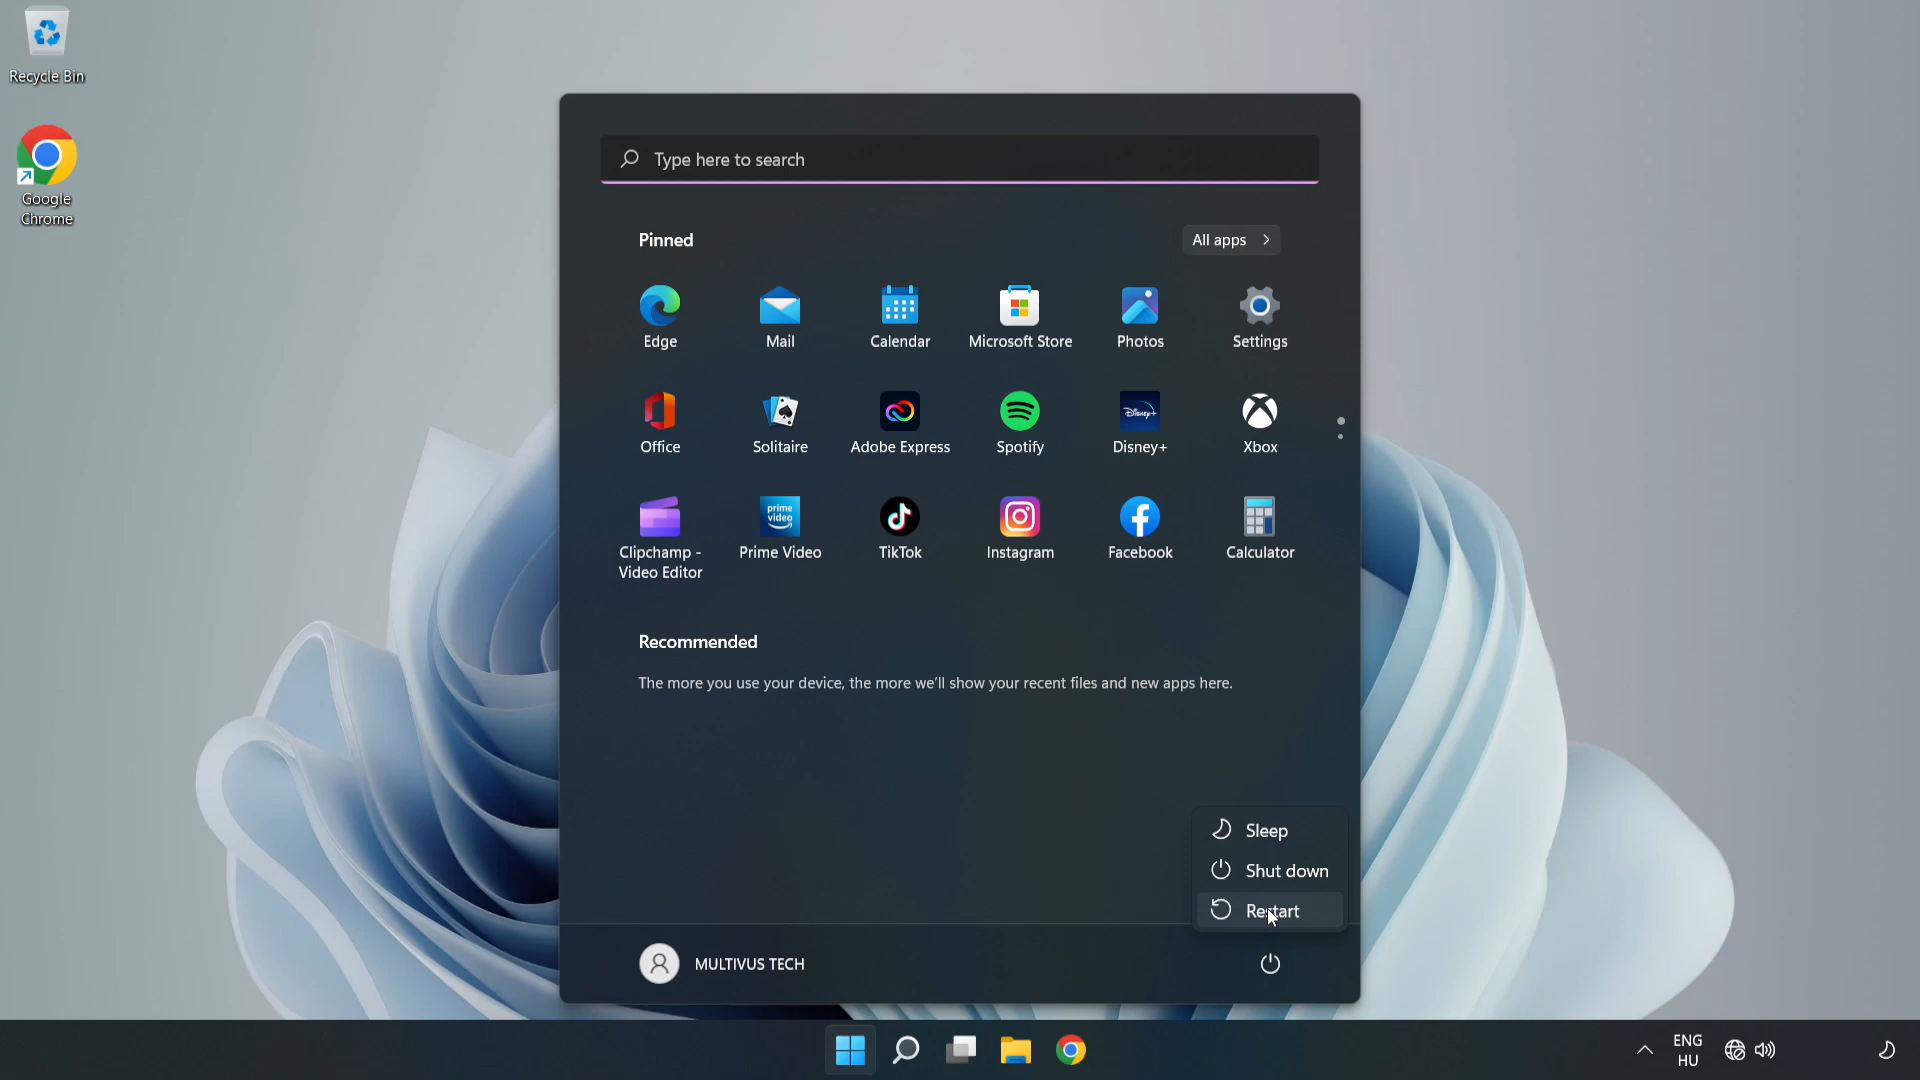 Recycle Bin
Google
Chrome
Type here to search
Pinned
All apps
Edge
Mail
Calendar
Microsoft Store
Photos
Settings
Office
Solitaire
Adobe Express
Spotify
Disney+
Disney+
Xbox
prime
video
Clipchamp -
Video Editor
Prime Video
TikTok
Instagram
Facebook
Calculator
Recommended
The more you use your device, the more we'll show your recent files and new apps here.
Sleep
Shut down
Restart
MULTIVUS TECH
ENG
HU